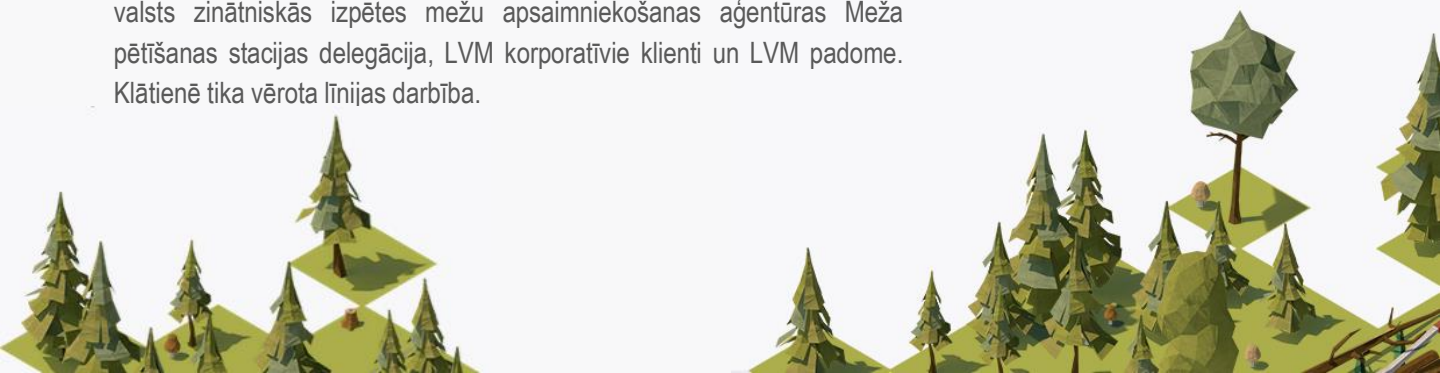 valsts zinātniskās izpētes mežu apsaimniekošanas aģentūras Meža
pētīšanas stacijas delegācija, LVM korporatīvie klienti un LVM padome.
Klātienē tika vērota līnijas darbība.